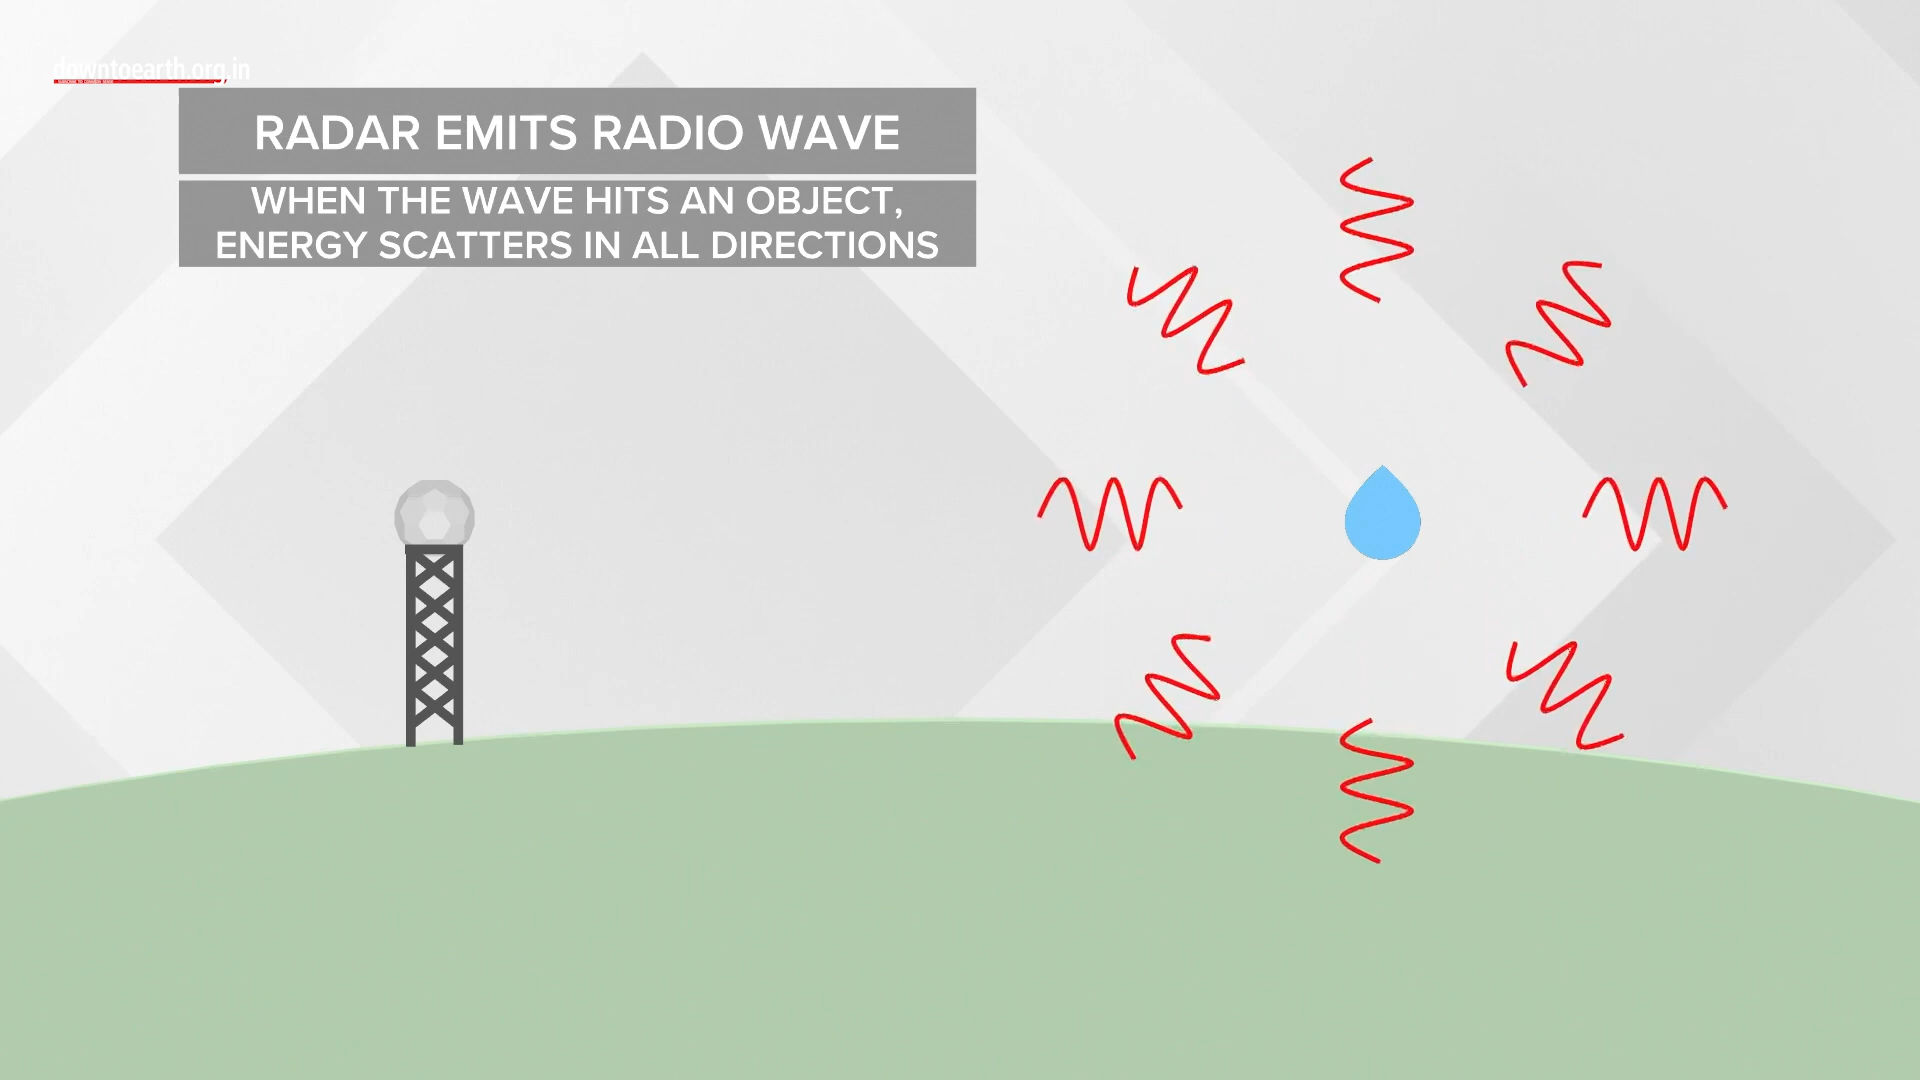 downtoearth.org.in
RADAR EMITS RADIO WAVE
WHEN THE WAVE HITS AN OBJECT,
ENERGY SCATTERS IN ALL DIRECTIONS